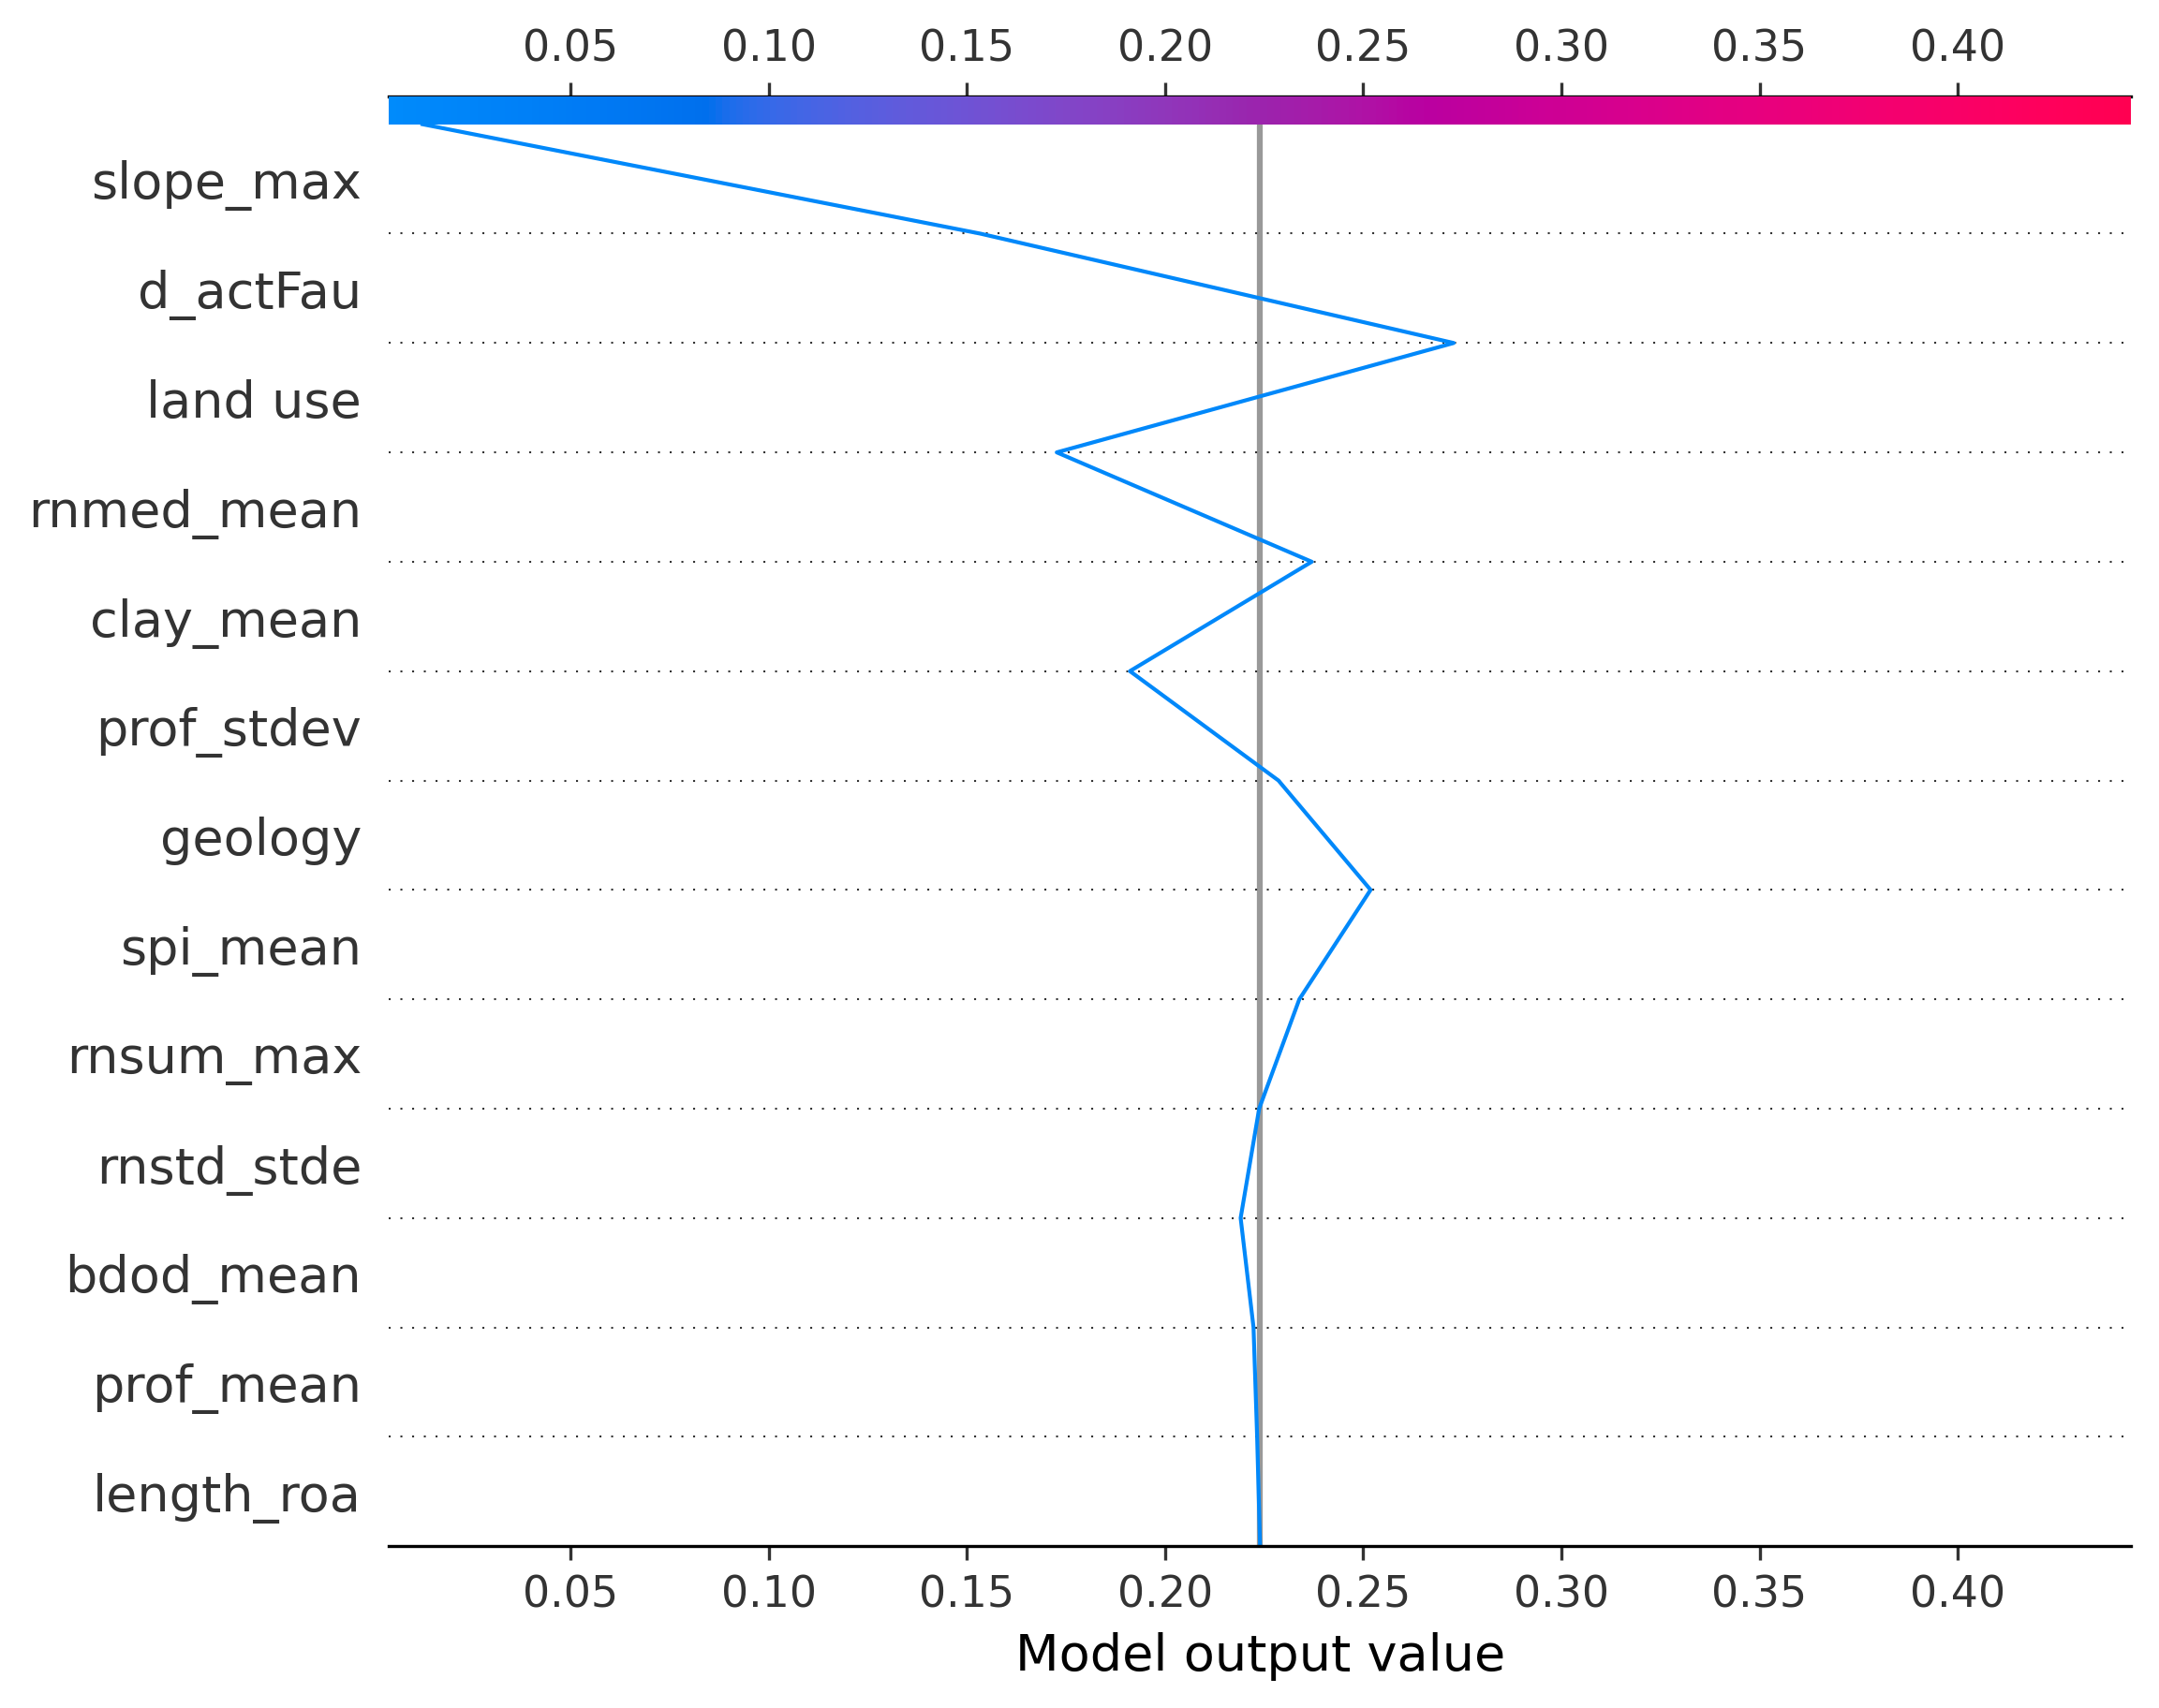 0.05 0.10 0.15 0.20 0.25 0.30 0.35 0.40
slope_max
d_actFau
land use
rnmed_mean
clay_mean
prof_stdev
geology
spi_mean
rnsum_max
rnstd_stde
bdod_mean
prof_mean
length_roa
0.05 0.10 0.15 0.20 0.25 0.30 0.35 0.40
Model output value